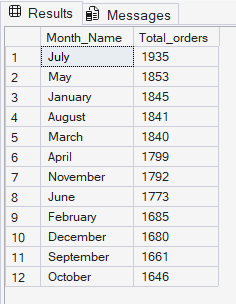 Results Messages
Month_Name Total_orders
1 July 1935
2 May 1853
3 January 1845
4 August 1841
5 March 1840
6 April 1799
7 November 1792
8 June 1773
9 February 1685
10 December 1680
11 September 1661
12 October 1646